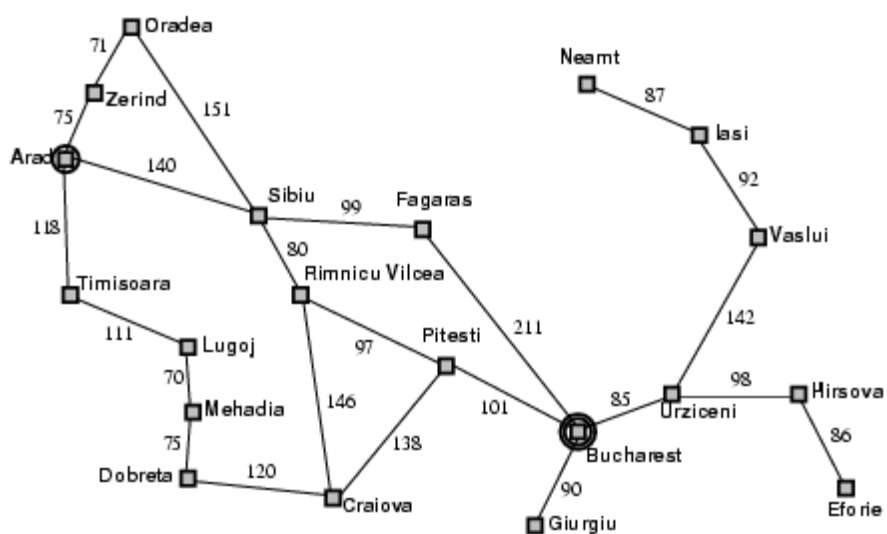 Oradea
71
Neamt
Zerind
87
75
151
Iasi
Arad
140
92
Sibiu
Fagaras
99
118
Vaslui
80
Timisoara
Rimnicu Vilcea
142
111
Lugoj
97
Pitesti
211
70
98
Hirsova
Mehadia
146
101
85
Urziceni
75
138
86
Bucharest
120
Dobreta
90
Craiova
Eforie
Giurgiu